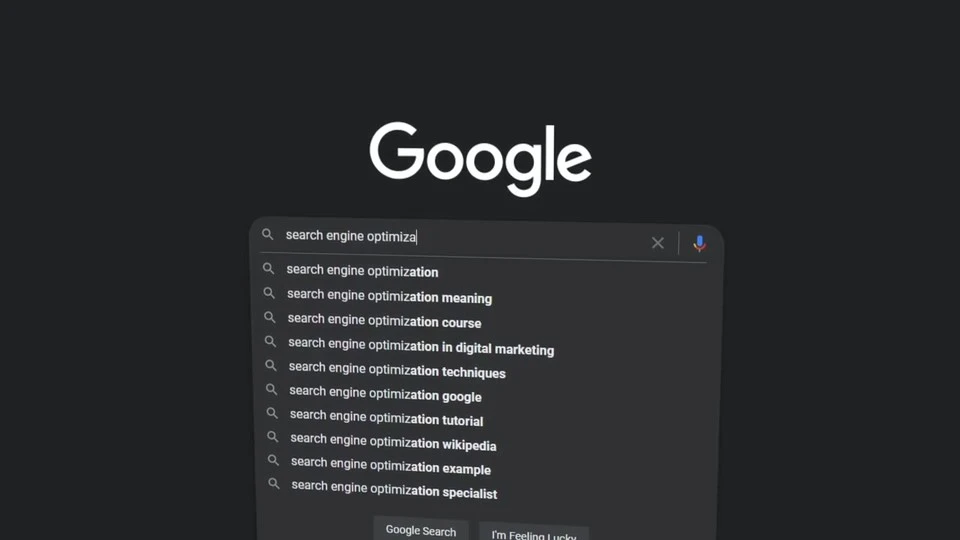 Google
search engine optimiza
search engine optimization
search engine optimization meaning
search engine optimization course
search engine optimization in digital marketing
search engine optimization techniques
search engine optimization google
search engine optimization tutorial
search engine optimization wikipedia
search engine optimization example
search engine optimization specialist
Google Search
I'm Feeling Lucky